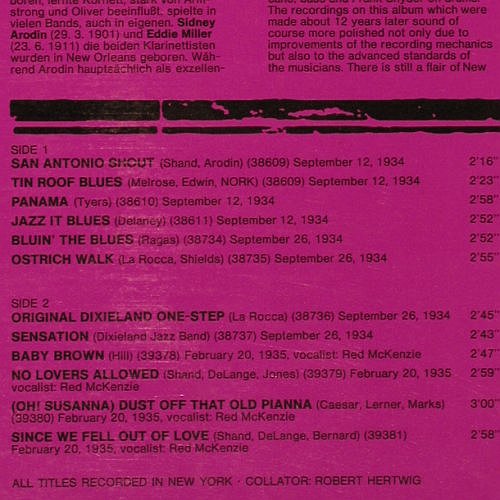 boren, lernte Kornett, stark von Arm-
strong und Oliver beeinflußt, spielte in
vielen Bands, auch in eigenen. Sidney
Arodin (29. 3. 1901) und Eddie Miller
(23. 6. 1911) die beiden Klarinettisten
wurden in New Orleans geboren. Wäh-
rend Arodin hauptsächlich als exzellen-
The recordings on this album which were
made about 12 years later sound of
course more polished not only due to
improvements of the recording mechanics
but also to the advanced standards of
the musicians. There is still a flair of New
SIDE 1
SAN ANTONIO SHOUT (Shand, Arodin) (38609) September 12, 1934 2'16"
TIN ROOF BLUES (Melrose, Edwin, NORK) (38609) September 12, 1934 2'23"
PANAMA (Tyers) (38610) September 12, 1934 2'58"
JAZZ IT BLUES (Delaney) (38611) September 12, 1934 2'52"
BLUIN' THE BLUES (Ragas) (38734) September 26, 1934 2'52"
OSTRICH WALK (La Rocca, Shields) (38735) September 26, 1934 2'55"
SIDE 2
ORIGINAL DIXIELAND ONE-STEP (La Rocca) (38736) September 26, 1934 2'45"
SENSATION (Dixieland Jazz Band) (38737) September 26, 1934 2'43"
BABY BROWN (Hill) (39378) February 20, 1935, vocalist: Red McKenzie 2'47"
NO LOVERS ALLOWED (Shand, DeLange, Jones) (39379) February 20, 1935 2'59"
vocalist: Red McKenzie
(OH! SUSANNA) DUST OFF THAT OLD PIANNA (Caesar, Lerner, Marks) 3'00"
(39380) February 20, 1935, vocalist: Red McKenzie
SINCE WE FELL OUT OF LOVE (Shand, DeLange, Bernard) (39381) 2'58"
February 20, 1935, vocalist: Red McKenzie
ALL TITLES RECORDED IN NEW YORK · COLLATOR: ROBERT HERTWIG